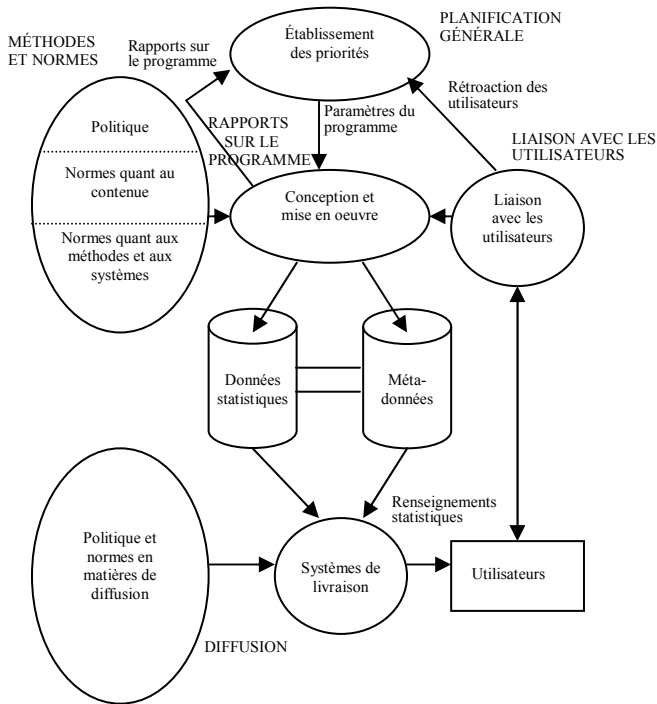 MÉTHODES
ET NORMES
Rapports sur
le programme
Établissement
des priorités
PLANIFICATION
GÉNÉRALE
Rétroaction des
utilisateurs
Paramètres du
programme
RAPPORTS
SUR LE
PROGRAMME
LIAISON AVEC LES
UTILISATEURS
Politique
Normes quant au
contenue
Normes quant aux
méthodes et aux
systèmes
Conception et
mise en oeuvre
Liaison
avec les
utilisateurs
Données
statistiques
Méta-
données
Renseignements
statistiques
Politique et
normes en
matières de
diffusion
Systèmes de
livraison
Utilisateurs
DIFFUSION